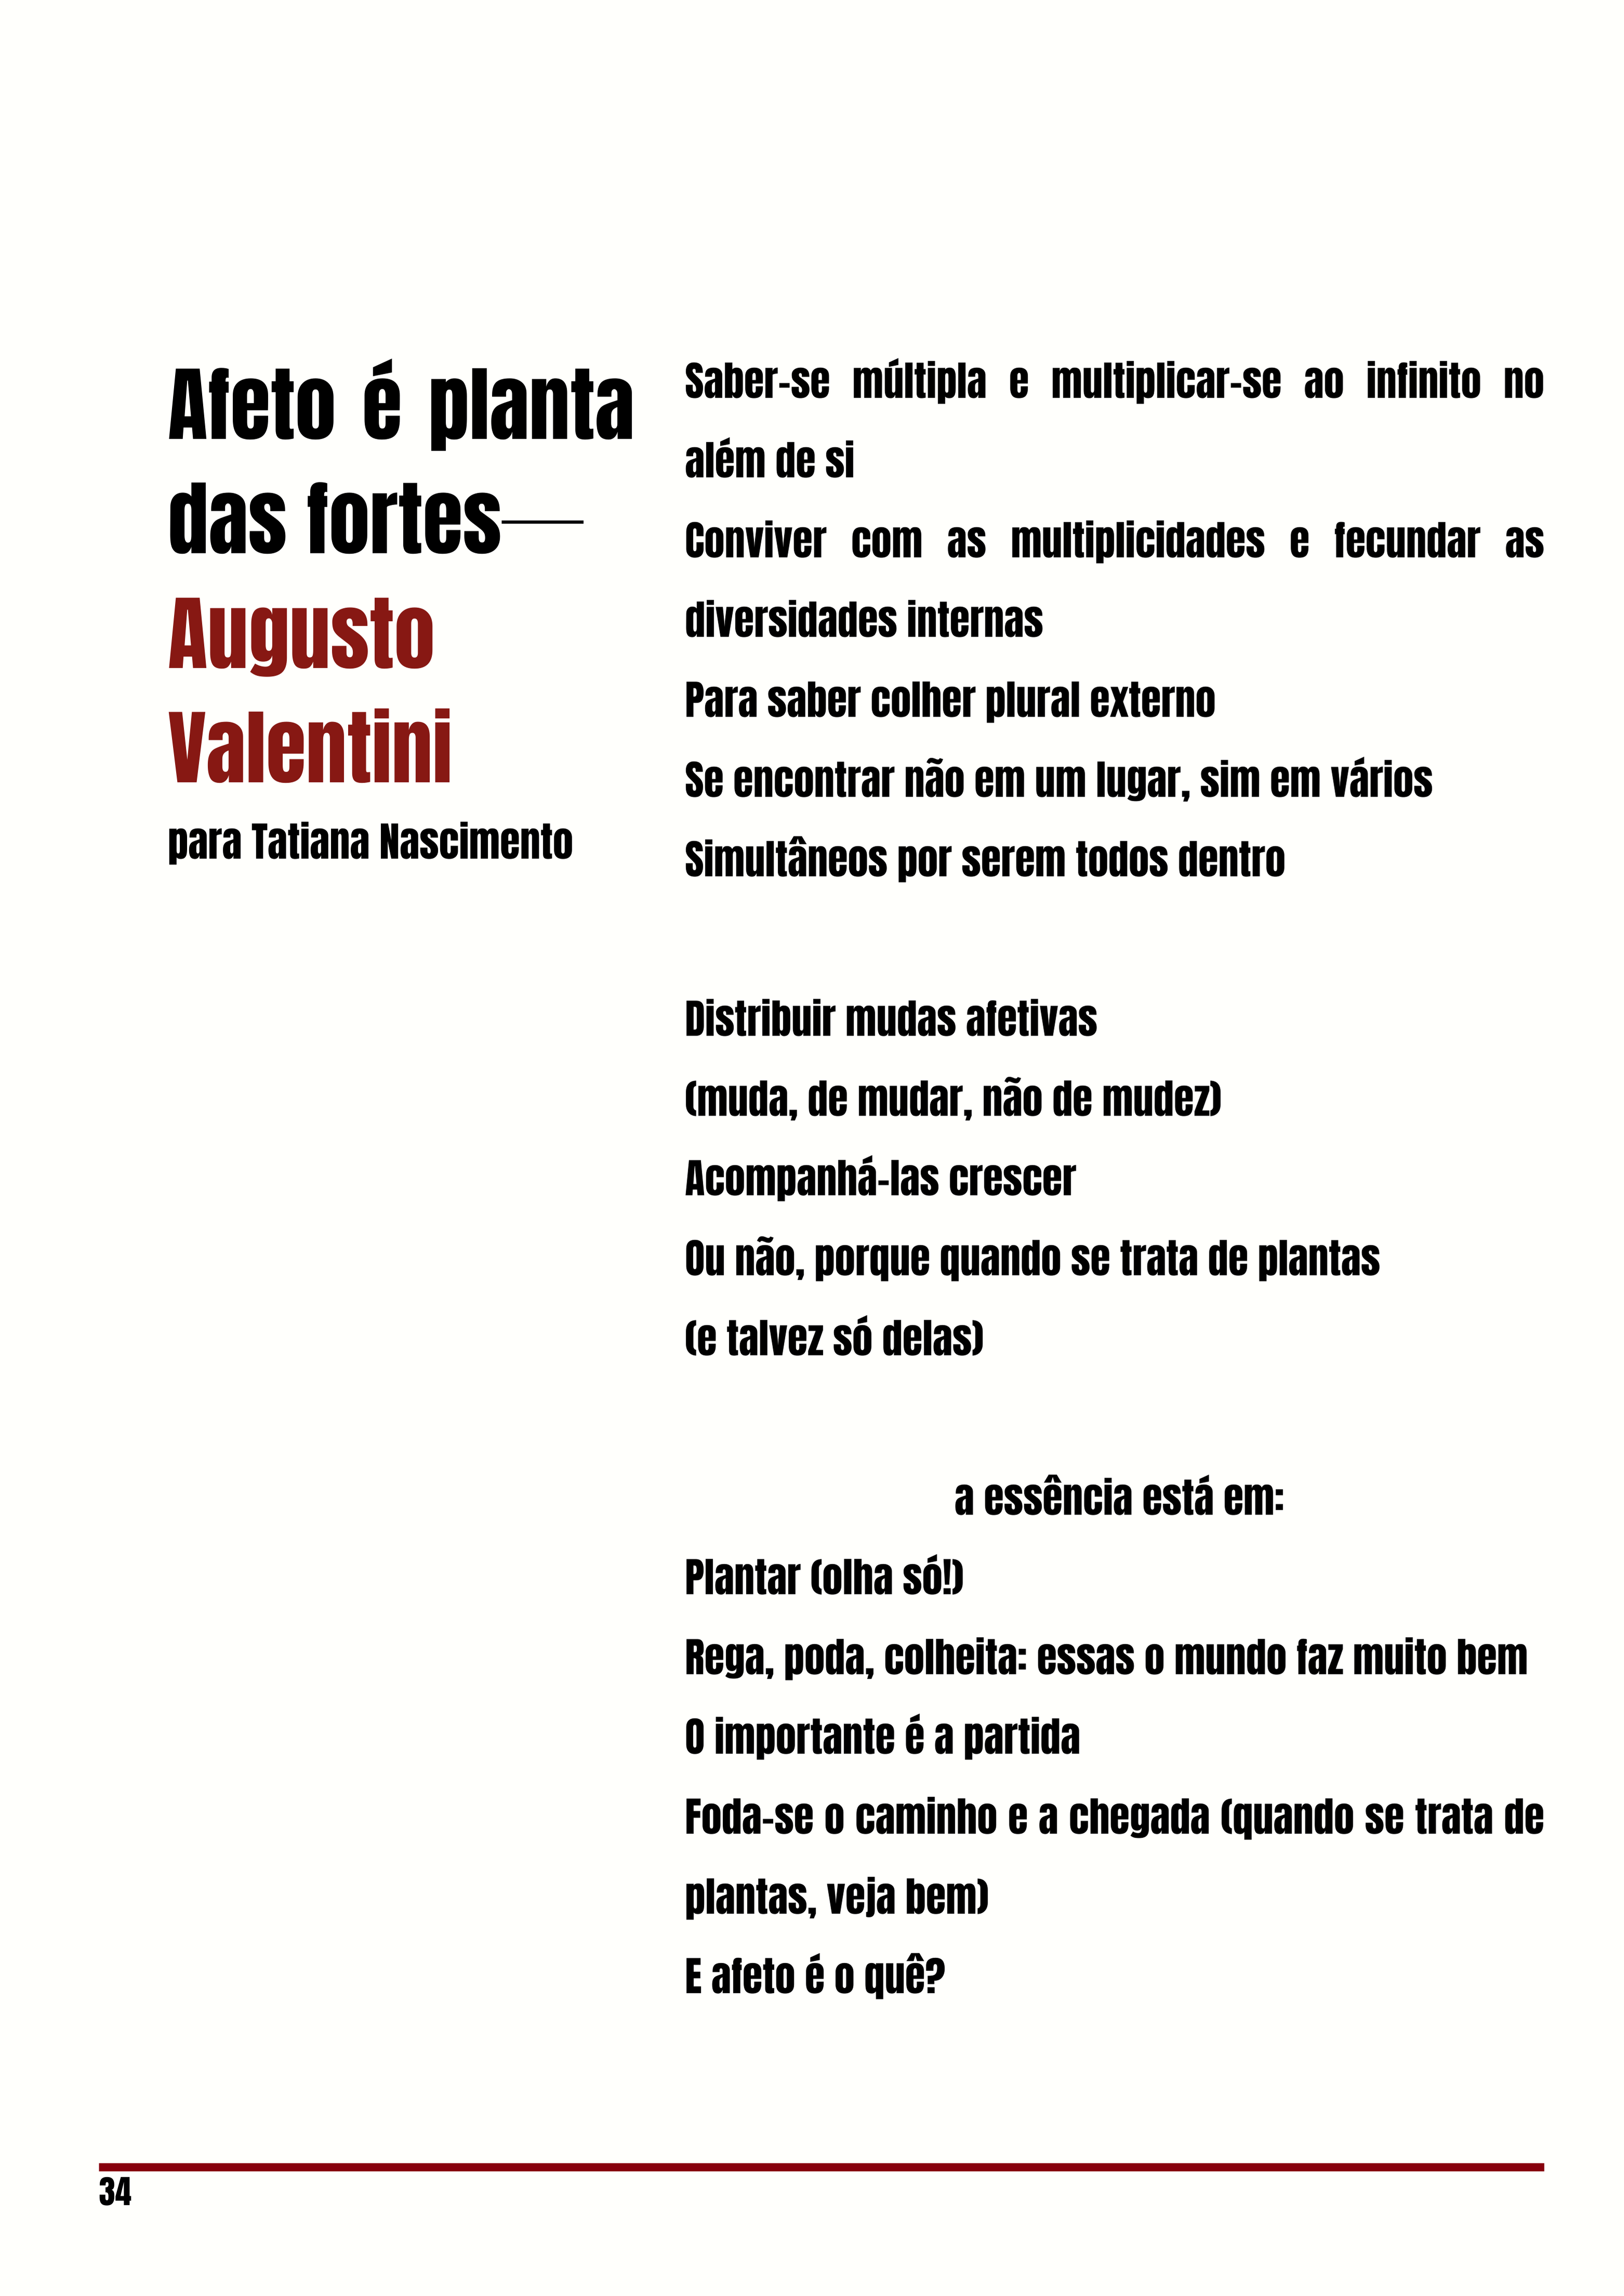 Afeto é planta
das fortes——
Augusto
Valentini
para Tatiana Nascimento
Saber-se múltipla e multiplicar-se ao infinito no
além de si
Conviver com as multiplicidades e fecundar as
diversidades internas
Para saber colher plural externo
Se encontrar não em um lugar, sim em vários
Simultâneos por serem todos dentro
Distribuir mudas afetivas
(muda, de mudar, não de mudez)
Acompanhá-las crescer
Ou não, porque quando se trata de plantas
(e talvez só delas)
a essência está em:
Plantar (olha só!)
Rega, poda, colheita: essas o mundo faz muito bem
O importante é a partida
Foda-se o caminho e a chegada (quando se trata de
plantas, veja bem)
E afeto é o quê?
34